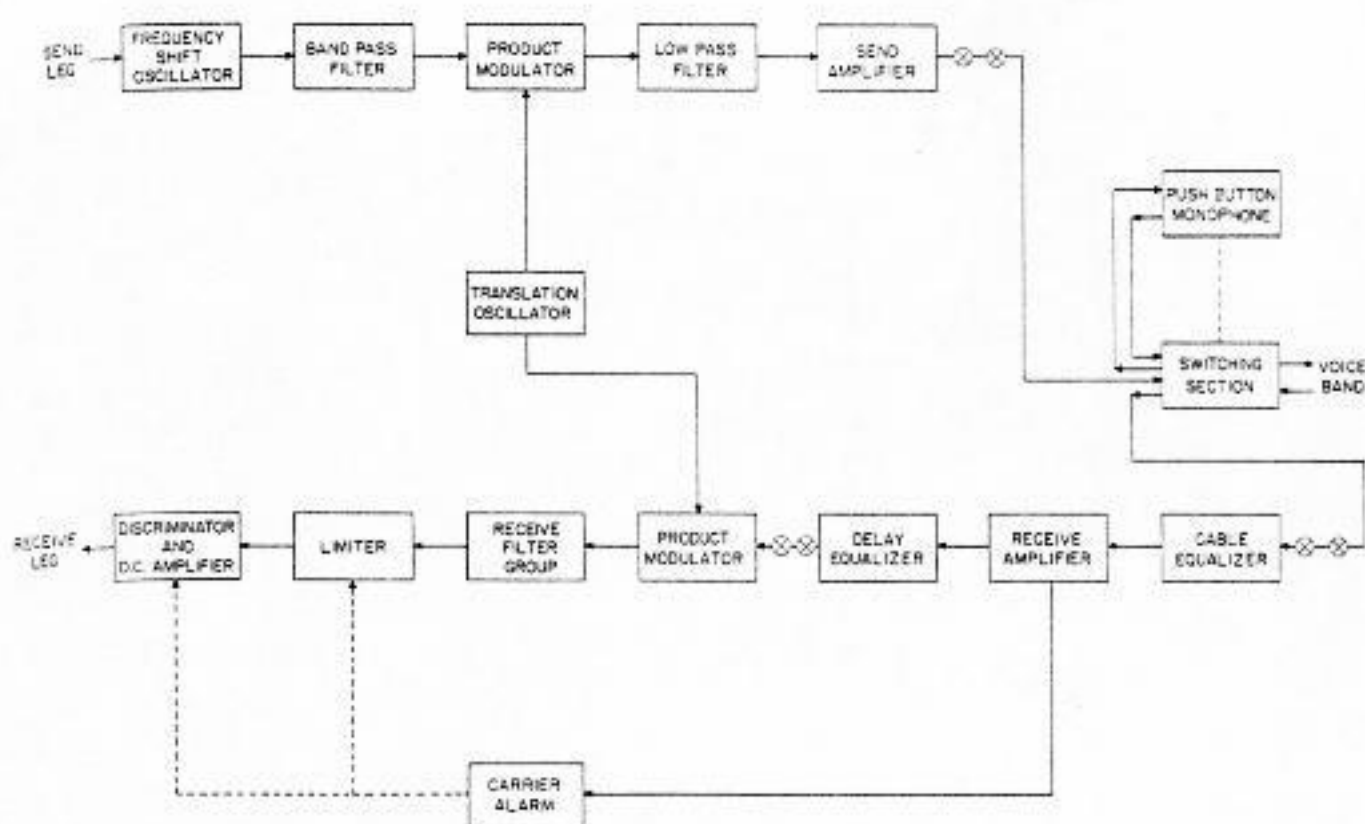 SEND
LEG
FREQUENCY
SHIFT
OSCILLATOR
BAND PASS
FILTER
PRODUCT
MODULATOR
LOW PASS
FILTER
SEND
AMPLIFIER
PUSH BUTTON
MONOPHONE
TRANSLATION
OSCILLATOR
SWITCHING
SECTION
VOICE
BAND
RECEIVE
LEG
DISCRIMINATOR
AND
D.C. AMPLIFIER
LIMITER
RECEIVE
FILTER
GROUP
PRODUCT
MODULATOR
DELAY
EQUALIZER
RECEIVE
AMPLIFIER
CABLE
EQUALIZER
CARRIER
ALARM